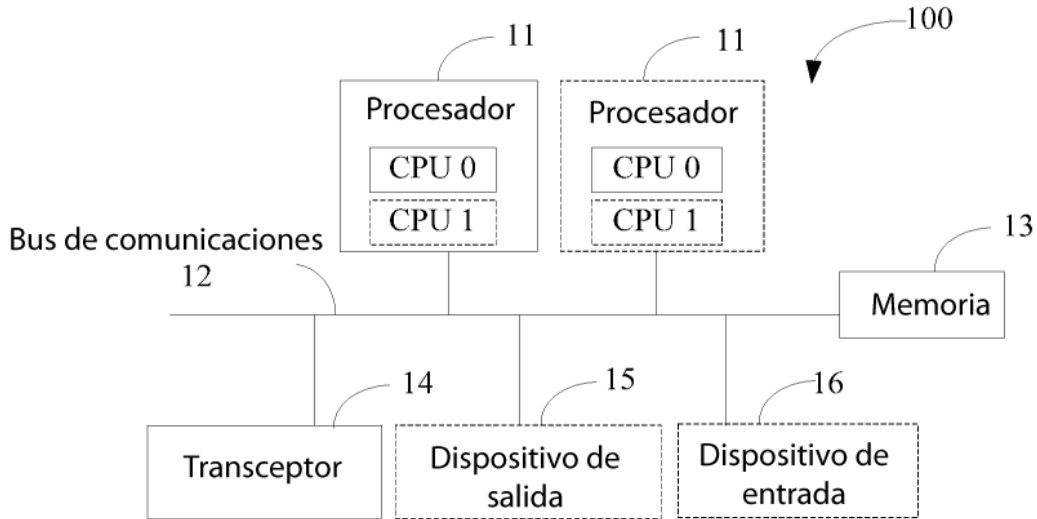 100
11
11
Procesador
Procesador
CPU 0
CPU 0
CPU 1
CPU 1
Bus de comunicaciones
12
13
Memoria
14
15
16
Transceptor
Dispositivo de
salida
Dispositivo de
entrada